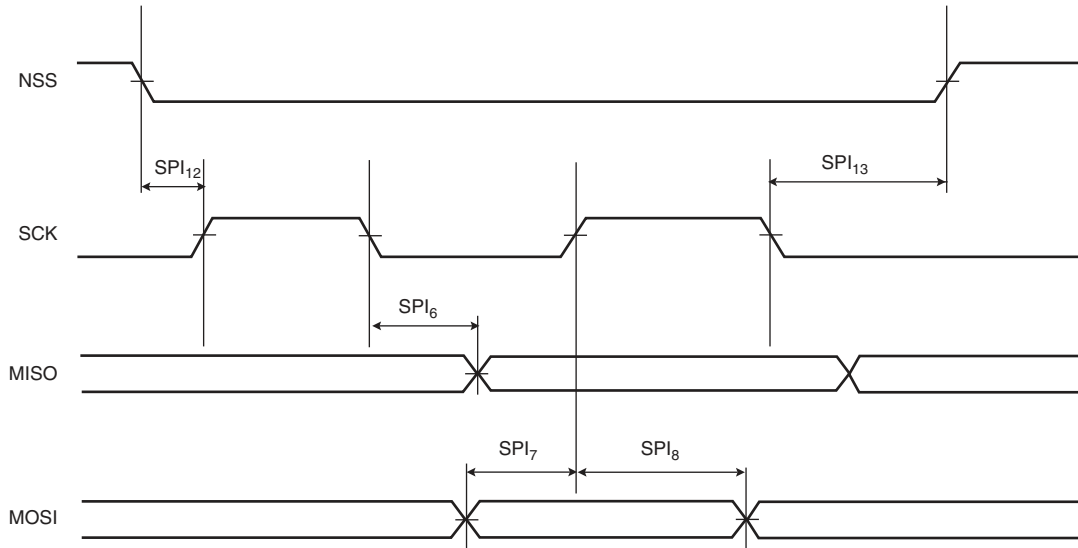 NSS
SPI₁₂
SPI₁₃
SCK
SPI₆
MISO
SPI₇
SPI₈
MOSI